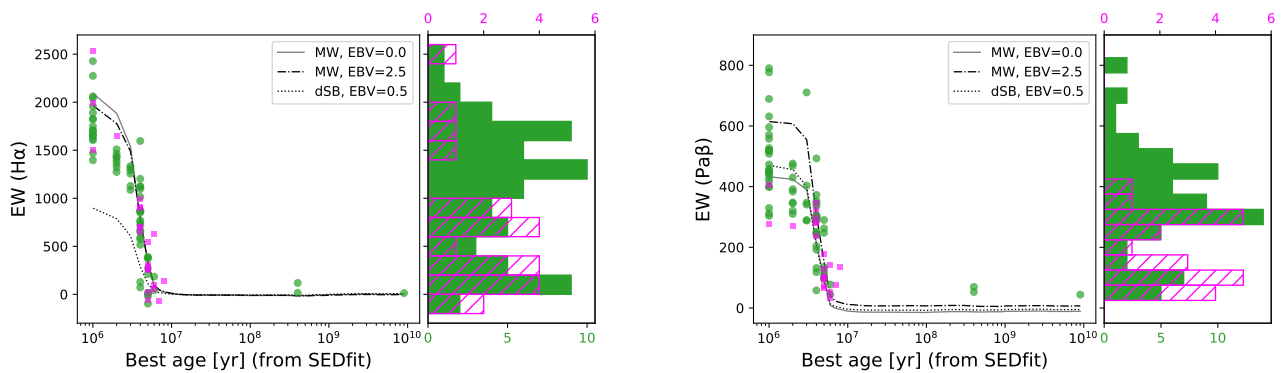 0 2 4 6
2500
2000
1500
1000
500
0
EW (Hα)
MW, EBV=0.0
MW, EBV=2.5
dSB, EBV=0.5
10^6 10^7 10^8 10^9 10^10
0 5 10
Best age [yr] (from SEDfit)
0 2 4 6
800
600
400
200
0
EW (Paβ)
MW, EBV=0.0
MW, EBV=2.5
dSB, EBV=0.5
10^6 10^7 10^8 10^9 10^10
0 5 10
Best age [yr] (from SEDfit)